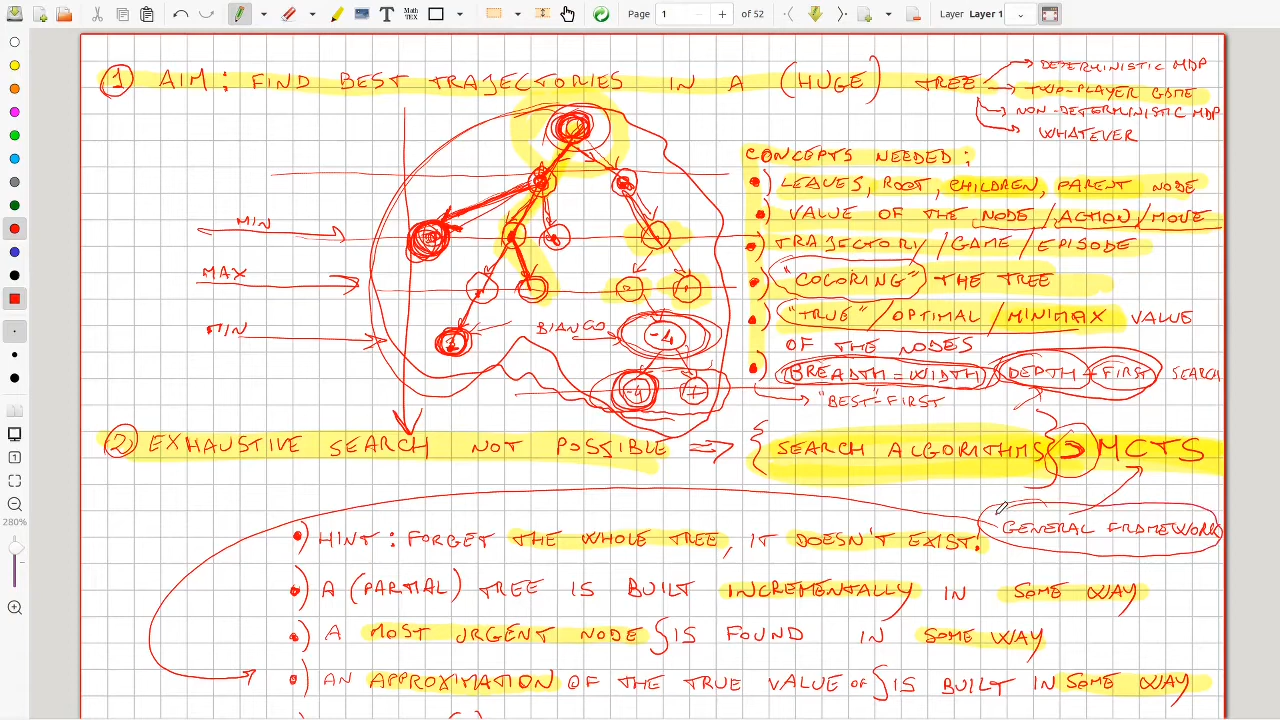 Page 1 of 5 Layer Layer 1
Math TEX
280%
① AIM : FIND BEST TRAJECTORIES IN A (HUGE) TREE
DETERMINISTIC MDP
TWO-PLAYER GAME
NON-DETERMINISTIC MDP
WHATEVER
MIN
MAX
MIN
BIANCO
-4
-4
+
CONCEPTS NEEDED :
•) LEAVES, ROOT, CHILDREN, PARENT NODE
•) VALUE OF THE NODE/ACTION/MOVE
•) TRAJECTORY/GAME/EPISODE
•) "COLORING" THE TREE
•) "TRUE"/OPTIMAL/MINIMAX VALUE
OF THE NODES
•) BREADTH = WIDTH/DEPTH-FIRST SEARCH
"BEST"-FIRST
② EXHAUSTIVE SEARCH NOT POSSIBLE ⇒ {SEARCH ALGORITHMS} ⊃ MCTS
GENERAL FRAMEWORK
•) HINT : FORGET THE WHOLE TREE, IT DOESN'T EXIST.
•) A (PARTIAL) TREE IS BUILT INCREMENTALLY IN SOME WAY
•) A MOST URGENT NODE IS FOUND IN SOME WAY
•) AN APPROXIMATION OF THE TRUE VALUE OF IS BUILT IN SOME WAY